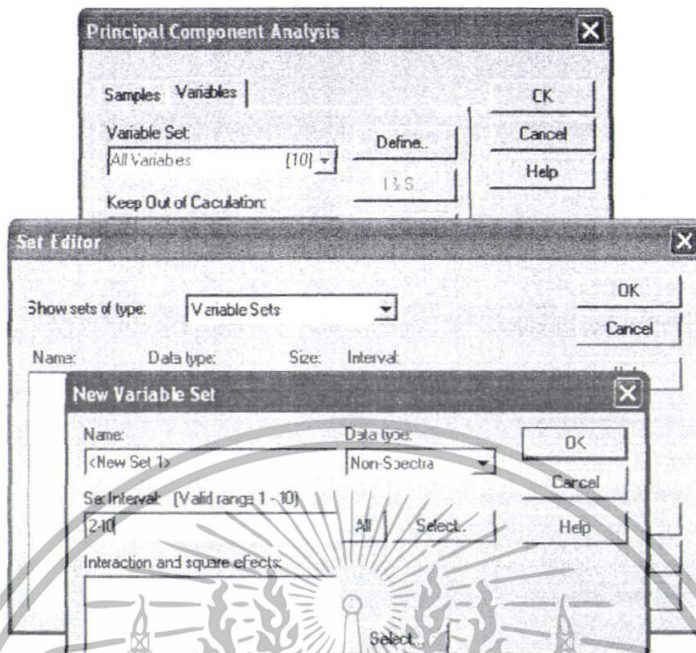 Principal Component Analysis
Samples Variables
CK
Variable Set:
Define..
Cancel
All Variables [10]
Help
I & S...
Keep Out of Caculation:
Set Editor
OK
Show sets of type: Variable Sets
Cancel
Name: Data type: Size: Interval:
New Variable Set
Name: Data type:
OK
<New Set 1> Non-Spectra
Cancel
Set Interval: (Valid range 1 - 10)
2-10 All Select.. Help
Interaction and square efects:
Select...